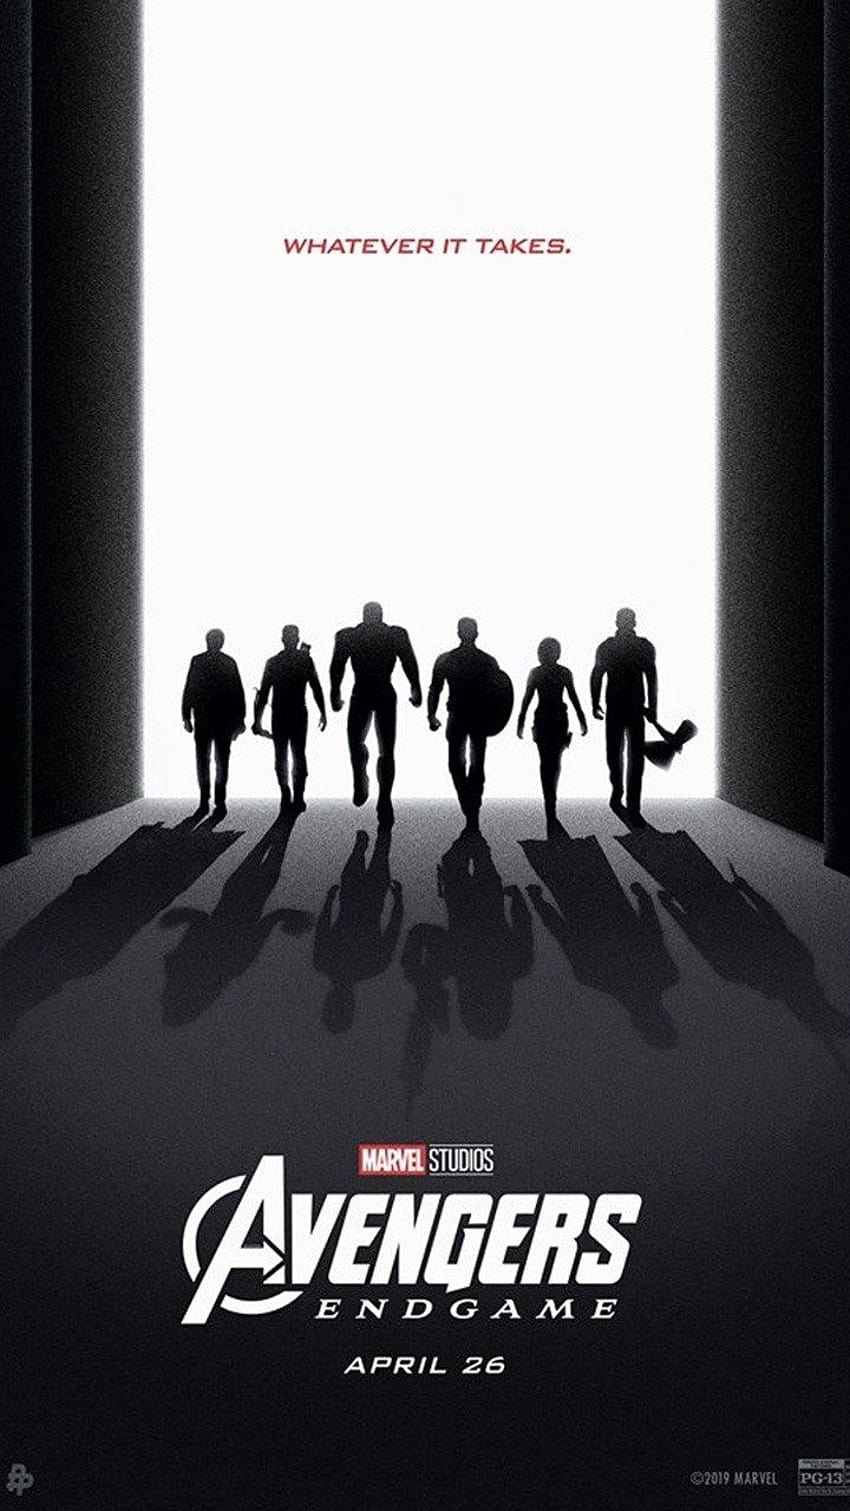 WHATEVER IT TAKES.
MARVEL STUDIOS
AVENGERS
ENDGAME
APRIL 26
©2019 MARVEL
PG-13